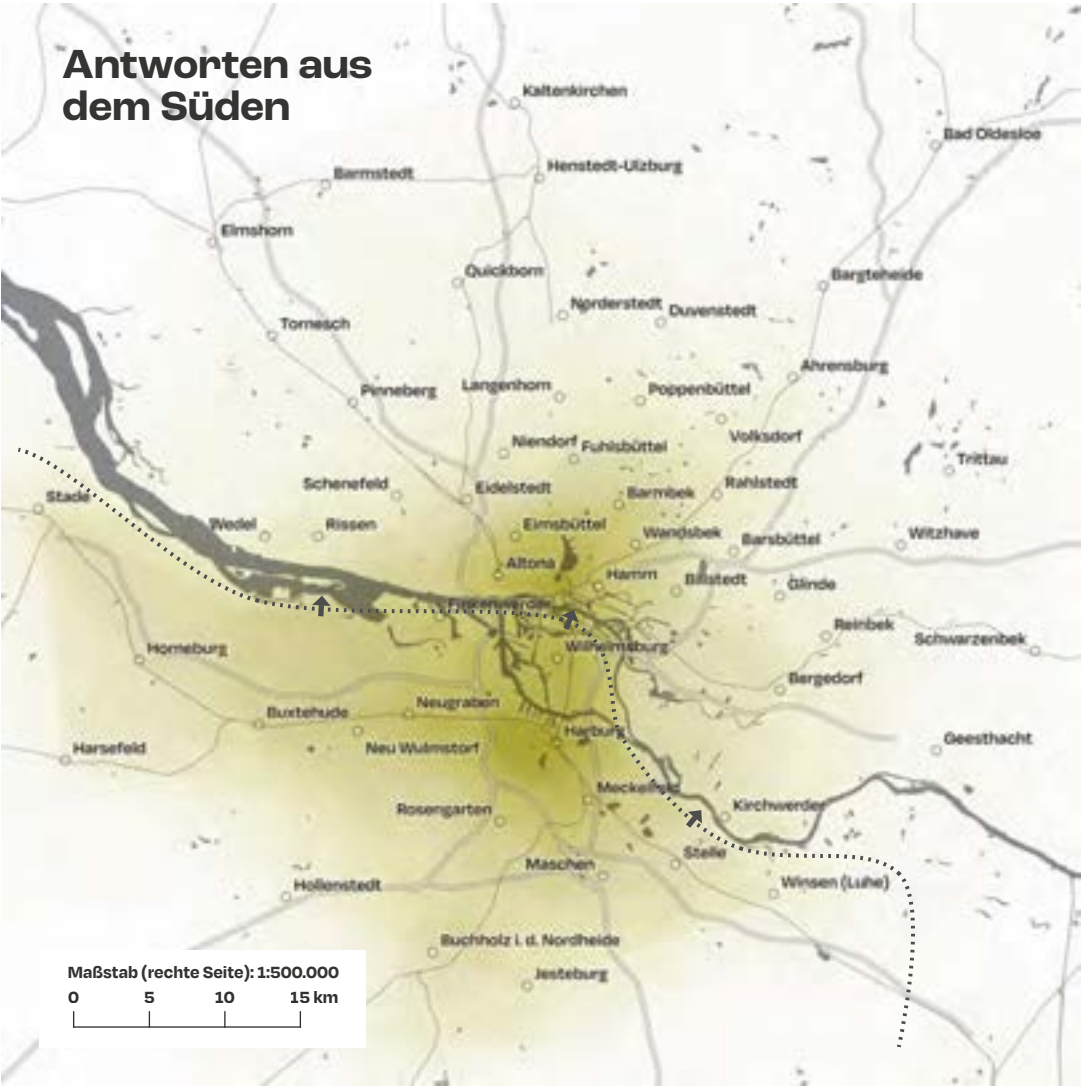 Antworten aus
dem Süden
Kaltenkirchen
Bad Oldesloe
Henstedt-Ulzburg
Barmstedt
Elmshorn
Quickborn
Bargteheide
Norderstedt
Duvenstedt
Tornesch
Ahrensburg
Pinneberg
Langenhorn
Poppenbüttel
Volksdorf
Niendorf
Fuhlsbüttel
Trittau
Schenefeld
Eidelstedt
Barmbek
Rahlstedt
Stade
Wedel
Rissen
Eimsbüttel
Wandsbek
Barsbüttel
Witzhave
Altona
Hamm
Billstedt
Glinde
Finkenwerder
Reinbek
Schwarzenbek
Horneburg
Wilhelmsburg
Bergedorf
Neugraben
Buxtehude
Harburg
Geesthacht
Harsefeld
Neu Wulmstorf
Meckelfeld
Rosengarten
Kirchwerder
Stelle
Maschen
Hollenstedt
Winsen (Luhe)
Buchholz i. d. Nordheide
Jesteburg
Maßstab (rechte Seite): 1:500.000
0 5 10 15 km